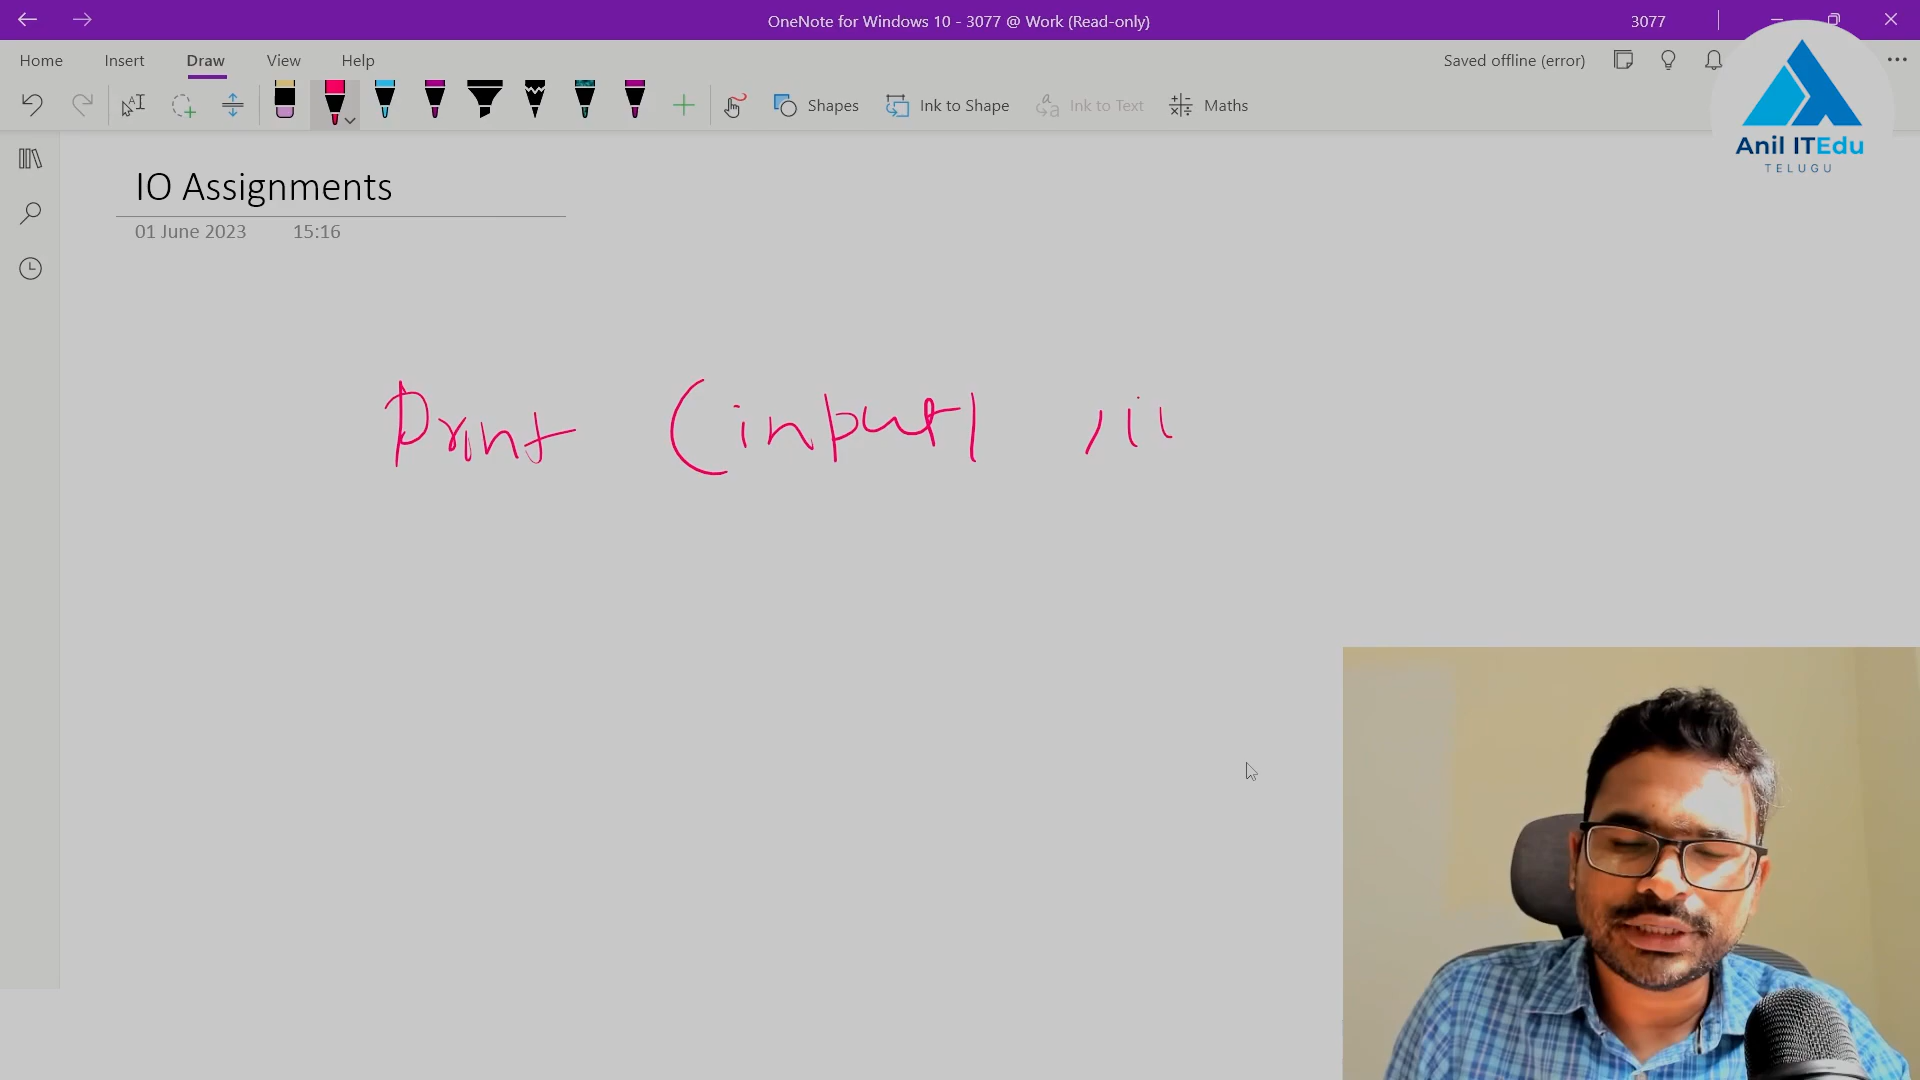 OneNote for Windows 10 - 3077 @ Work (Read-only)
3077
Home Insert Draw View Help
Saved offline (error)
Shapes Ink to Shape Ink to Text Maths
Anil ITEdu
TELUGU
IO Assignments
01 June 2023 15:16
Print (input1